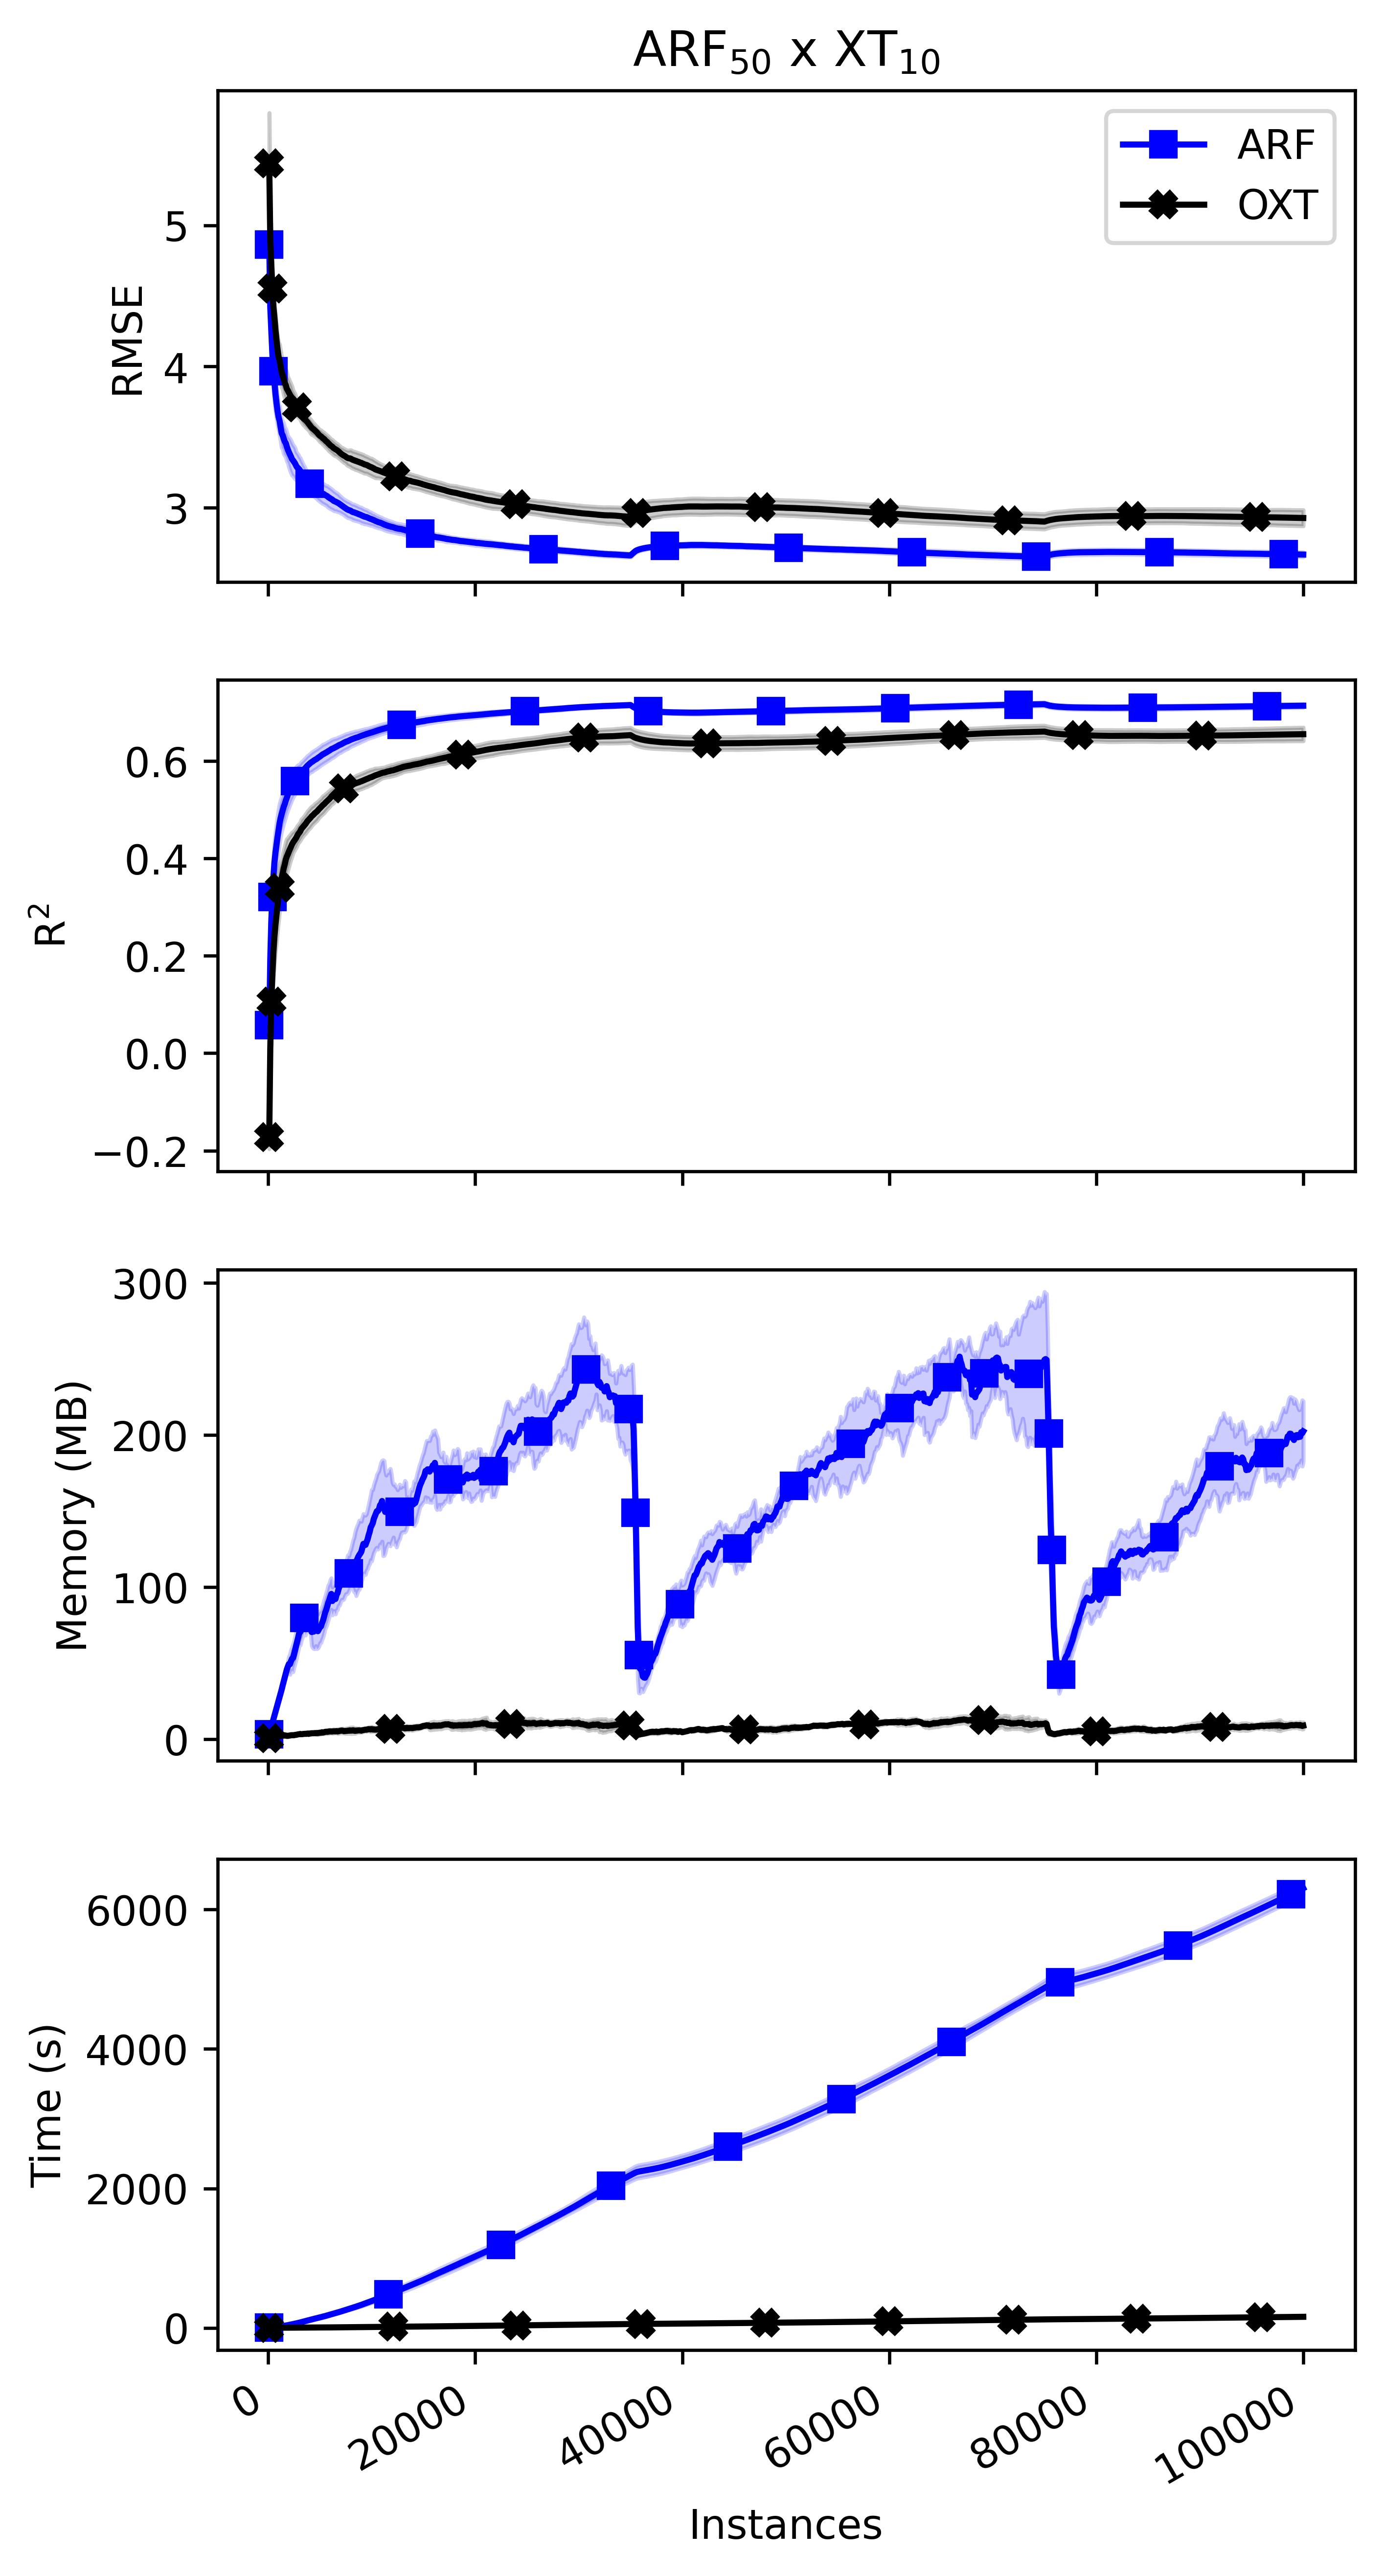 ARF₅₀ x XT₁₀
ARF
OXT
RMSE
5
4
3
R²
0.6
0.4
0.2
0.0
−0.2
Memory (MB)
300
200
100
0
Time (s)
6000
4000
2000
0
0 20000 40000 60000 80000 100000
Instances